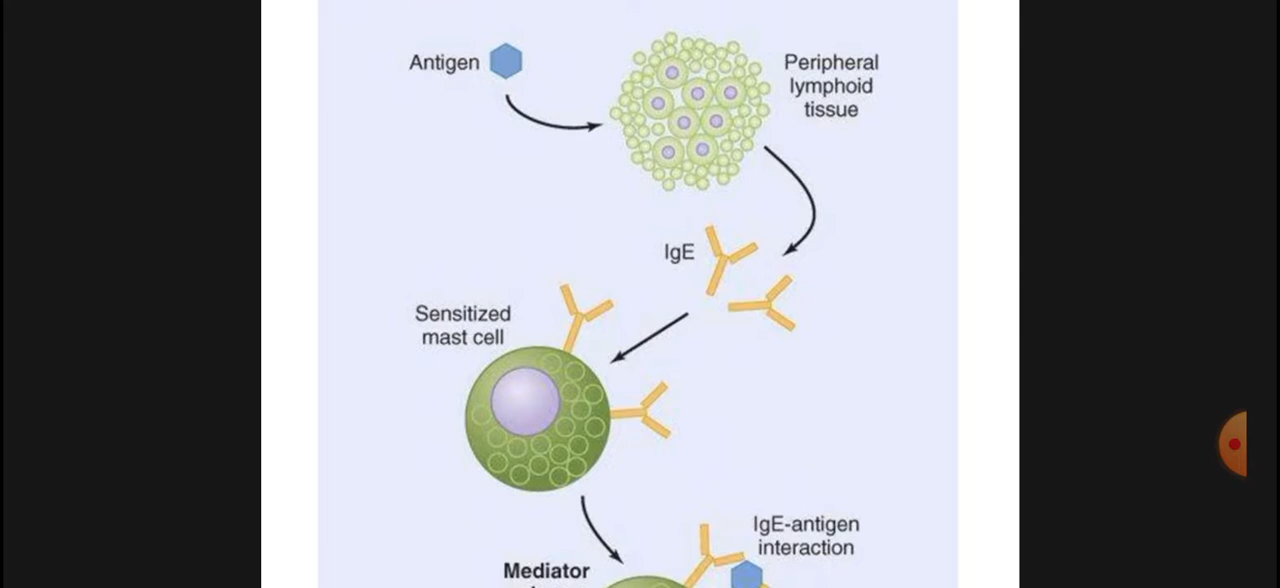 Antigen
Peripheral
lymphoid
tissue
IgE
Sensitized
mast cell
IgE-antigen
interaction
Mediator